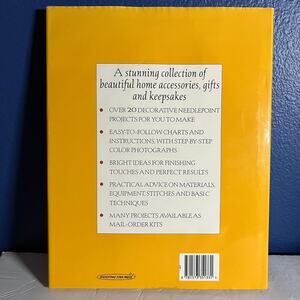 A stunning collection of
beautiful home accessories, gifts
and keepsakes
• OVER 20 DECORATIVE NEEDLEPOINT
PROJECTS FOR YOU TO MAKE
• EASY-TO-FOLLOW CHARTS AND
INSTRUCTIONS, WITH STEP-BY-STEP
COLOR PHOTOGRAPHS
• BRIGHT IDEAS FOR FINISHING
TOUCHES AND PERFECT RESULTS
• PRACTICAL ADVICE ON MATERIALS,
EQUIPMENT, STITCHES AND BASIC
TECHNIQUES
• MANY PROJECTS AVAILABLE AS
MAIL-ORDER KITS